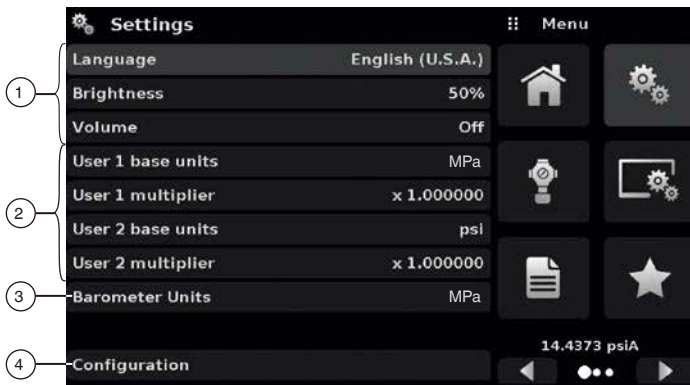 Settings
Menu
1
Language English (U.S.A.)
Brightness 50%
Volume Off
2
User 1 base units MPa
User 1 multiplier x 1.000000
User 2 base units psi
User 2 multiplier x 1.000000
3
Barometer Units MPa
14.4373 psiA
4
Configuration